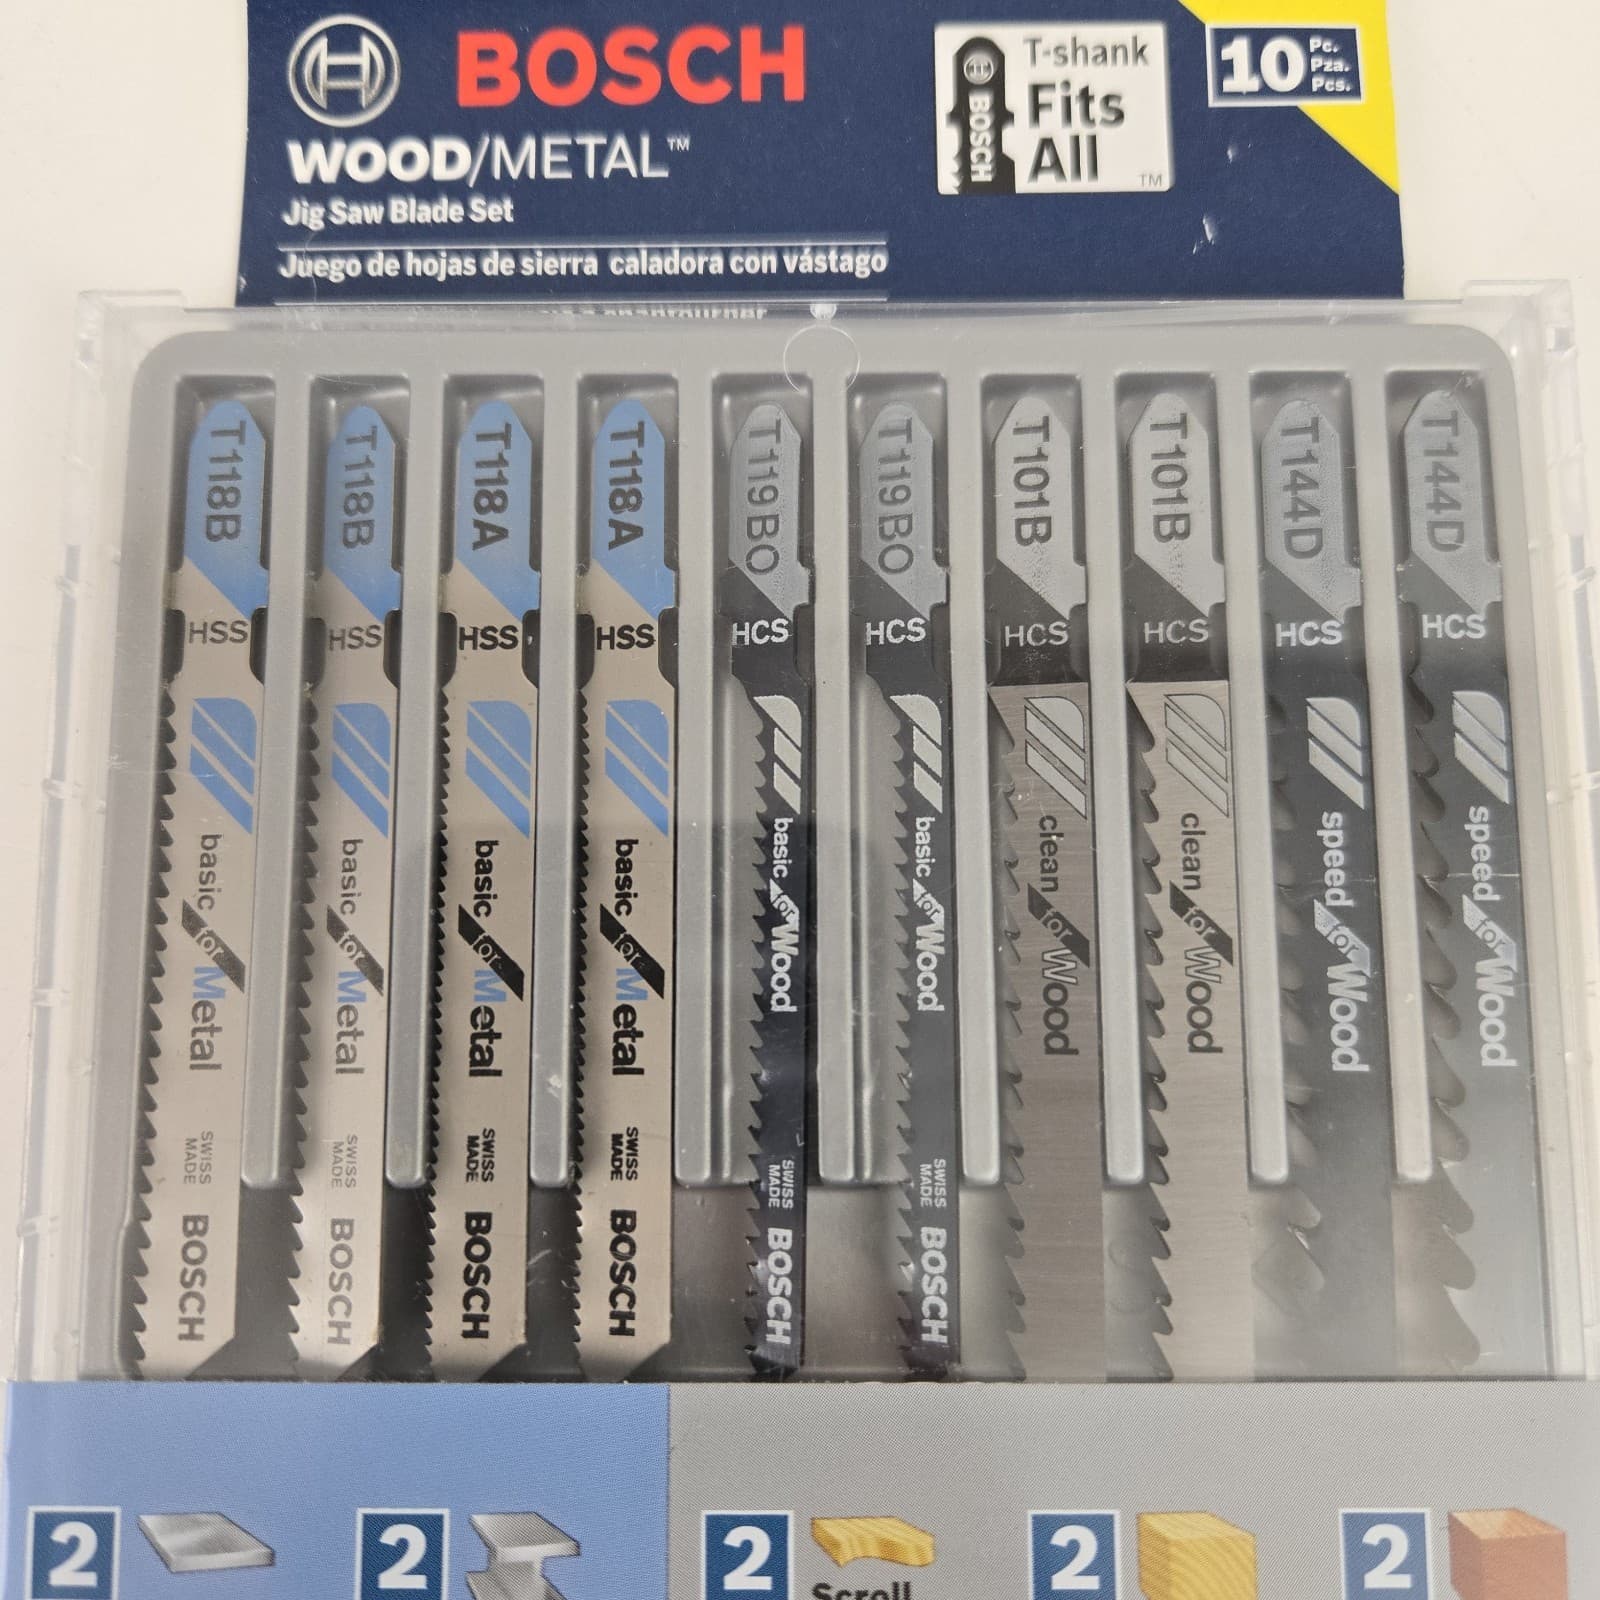 BOSCH
WOOD/METAL™
Jig Saw Blade Set
Juego de hojas de sierra caladora con vástago
BOSCH
T-shank
Fits
All
TM
10
Pc.
Pza.
Pcs.
T118B
HSS
basic for Metal
SWISS
MADE
BOSCH
T118B
HSS
basic for Metal
SWISS
MADE
BOSCH
T118A
HSS
basic for Metal
SWISS
MADE
BOSCH
T118A
HSS
basic for Metal
SWISS
MADE
BOSCH
T119BO
HCS
basic for Wood
SWISS
MADE
BOSCH
T119BO
HCS
basic for Wood
SWISS
MADE
BOSCH
T101B
HCS
clean for Wood
T101B
HCS
clean for Wood
T144D
HCS
speed for Wood
T144D
HCS
speed for Wood
2
2
2
Scroll
2
2